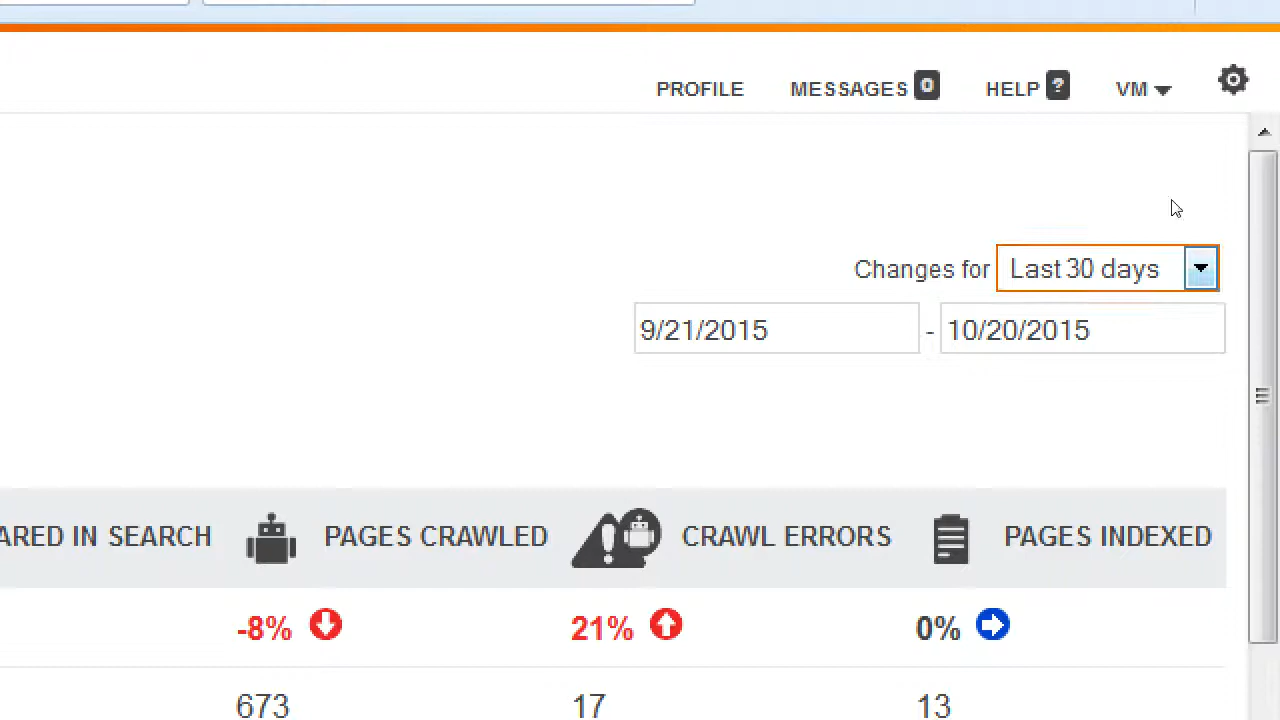 PROFILE MESSAGES 0 HELP ? VM
Changes for Last 30 days
9/21/2015 - 10/20/2015
ARED IN SEARCH PAGES CRAWLED CRAWL ERRORS PAGES INDEXED
-8% 21% 0%
673 17 13